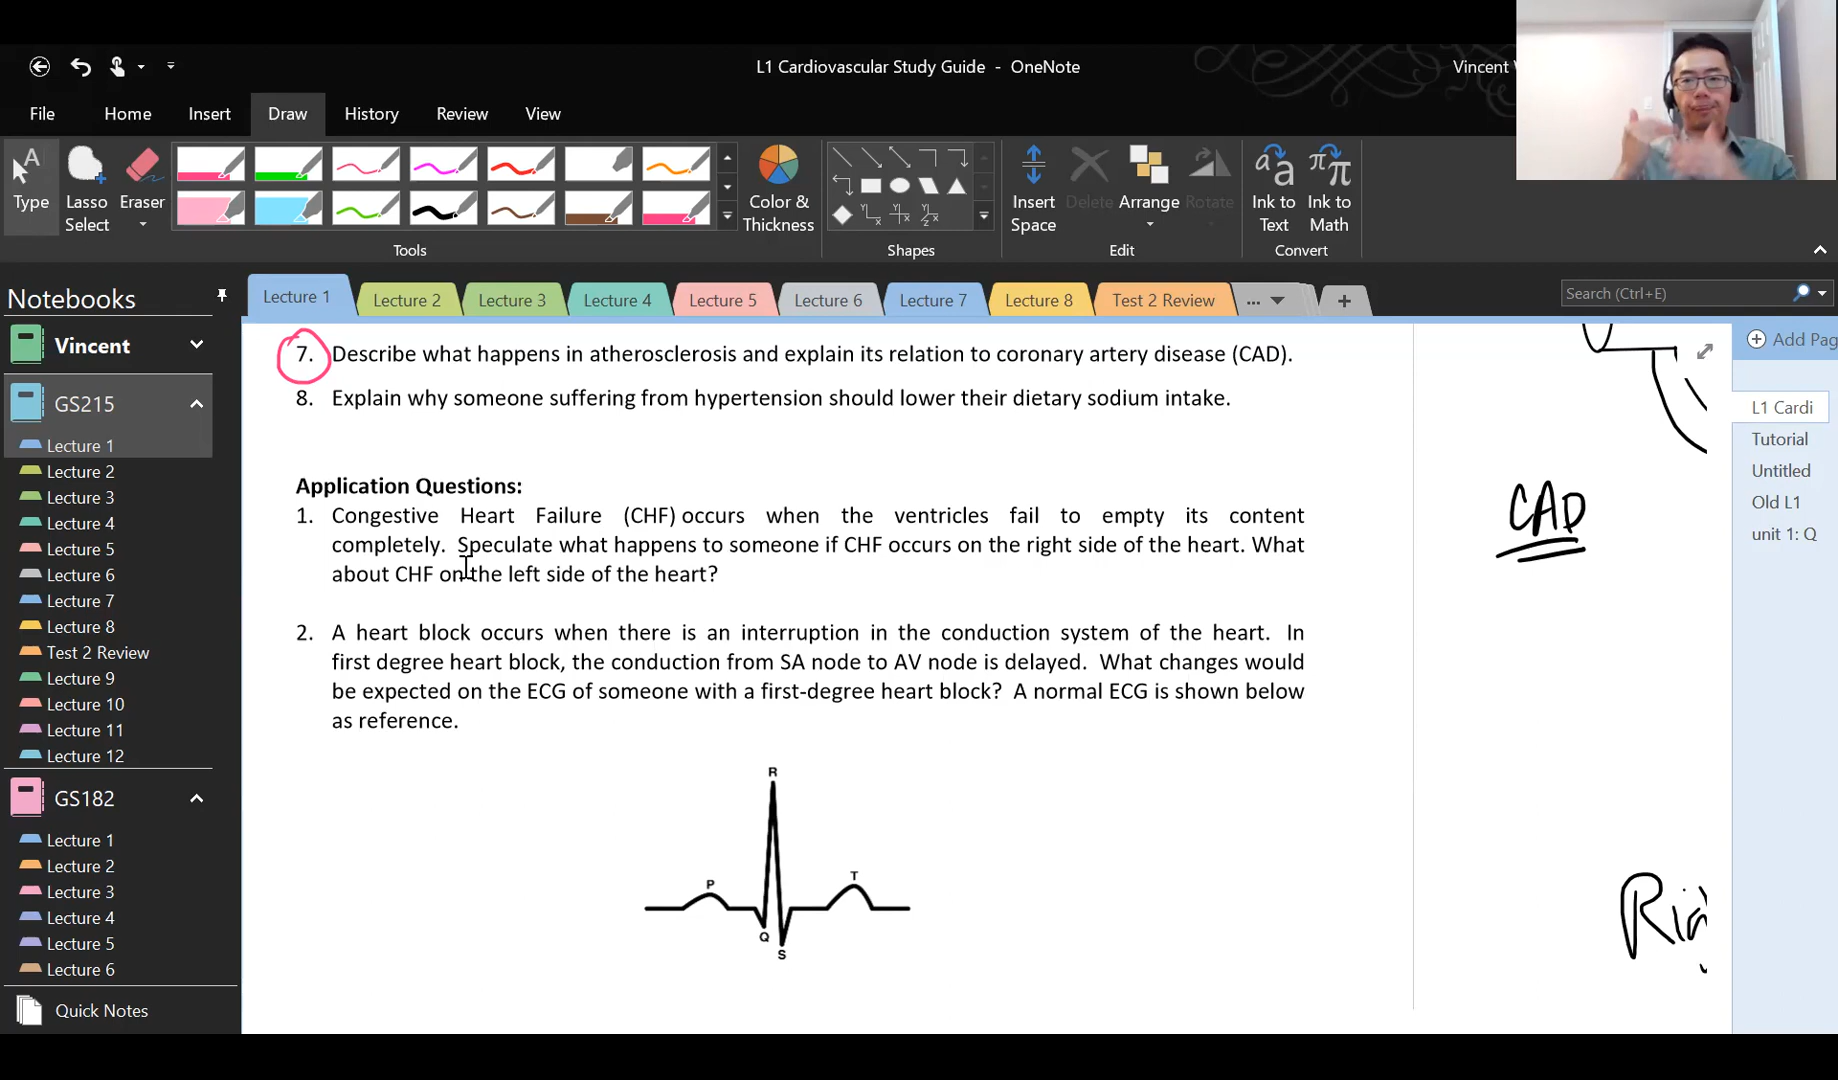 L1 Cardiovascular Study Guide - OneNote
Vincent
File
Home
Insert
Draw
History
Review
View
Type
Lasso Select
Eraser
Color & Thickness
Insert Space
Delete
Arrange
Rotate
Ink to Text
Ink to Math
Tools
Shapes
Edit
Convert
Notebooks
Lecture 1
Lecture 2
Lecture 3
Lecture 4
Lecture 5
Lecture 6
Lecture 7
Lecture 8
Test 2 Review
...
Search (Ctrl+E)
Vincent
GS215
Lecture 1
Lecture 2
Lecture 3
Lecture 4
Lecture 5
Lecture 6
Lecture 7
Lecture 8
Test 2 Review
Lecture 9
Lecture 10
Lecture 11
Lecture 12
GS182
Lecture 1
Lecture 2
Lecture 3
Lecture 4
Lecture 5
Lecture 6
Quick Notes
7. Describe what happens in atherosclerosis and explain its relation to coronary artery disease (CAD).
8. Explain why someone suffering from hypertension should lower their dietary sodium intake.
Application Questions:
1. Congestive Heart Failure (CHF) occurs when the ventricles fail to empty its content
completely. Speculate what happens to someone if CHF occurs on the right side of the heart. What
about CHF on the left side of the heart?
2. A heart block occurs when there is an interruption in the conduction system of the heart. In
first degree heart block, the conduction from SA node to AV node is delayed. What changes would
be expected on the ECG of someone with a first-degree heart block? A normal ECG is shown below
as reference.
R
P
T
Q
S
CAD
Add Pag
L1 Cardi
Tutorial
Untitled
Old L1
unit 1: Q